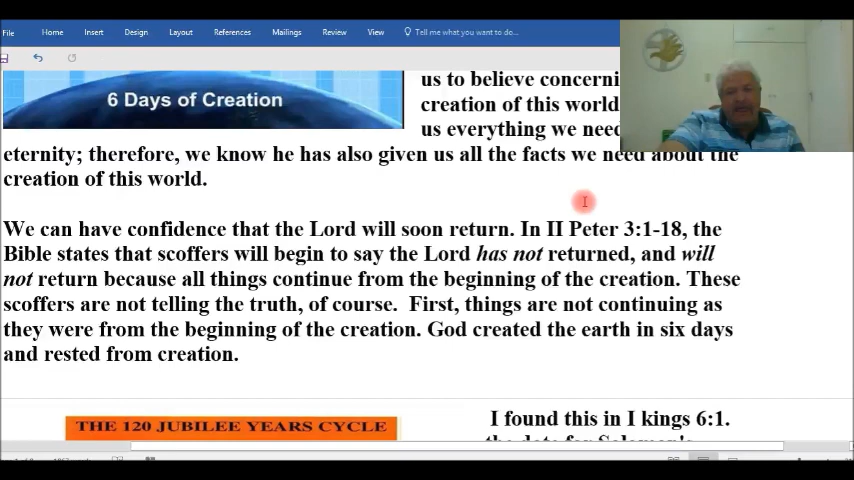 File Home Insert Design Layout References Mailings Review View Tell me what you want to do...
us to believe concerni
6 Days of Creation
creation of this world
us everything we need
eternity; therefore, we know he has also given us all the facts we need about the
creation of this world.
We can have confidence that the Lord will soon return. In II Peter 3:1-18, the
Bible states that scoffers will begin to say the Lord has not returned, and will
not return because all things continue from the beginning of the creation. These
scoffers are not telling the truth, of course. First, things are not continuing as
they were from the beginning of the creation. God created the earth in six days
and rested from creation.
THE 120 JUBILEE YEARS CYCLE
I found this in I kings 6:1.
the date for Solomon's